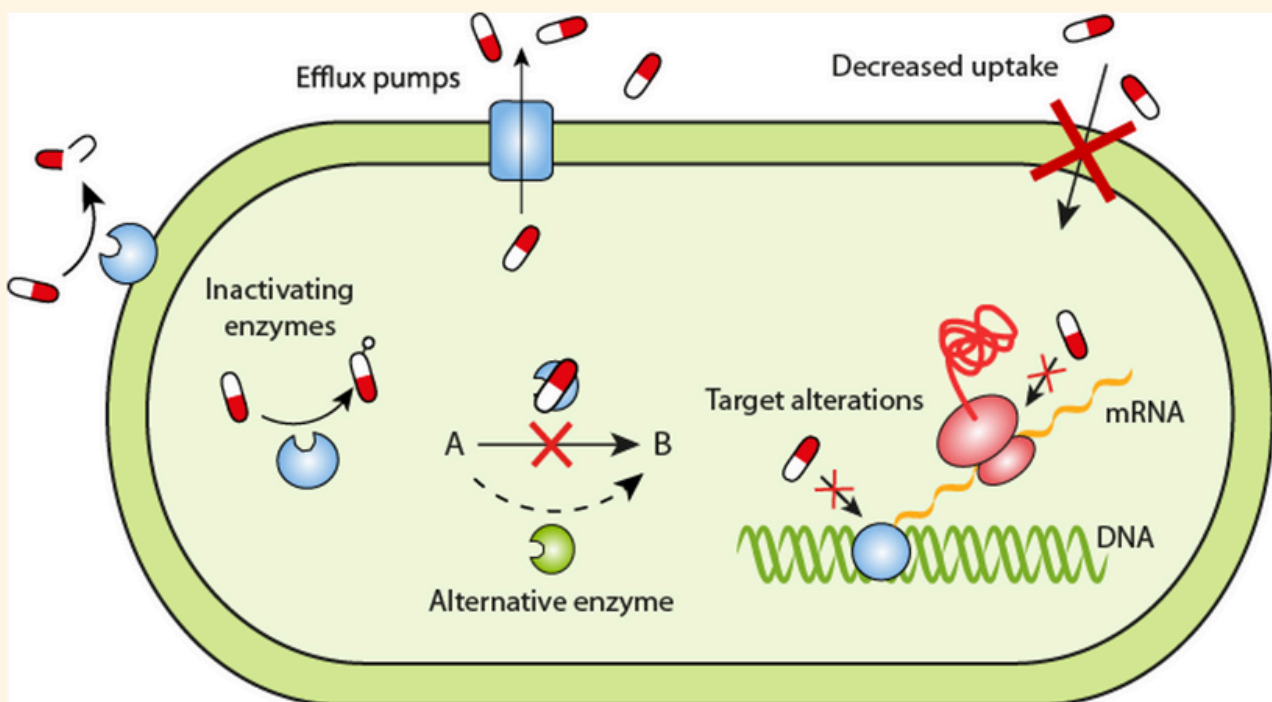 Efflux pumps
Decreased uptake
Inactivating
enzymes
Target alterations
mRNA
A
B
DNA
Alternative enzyme